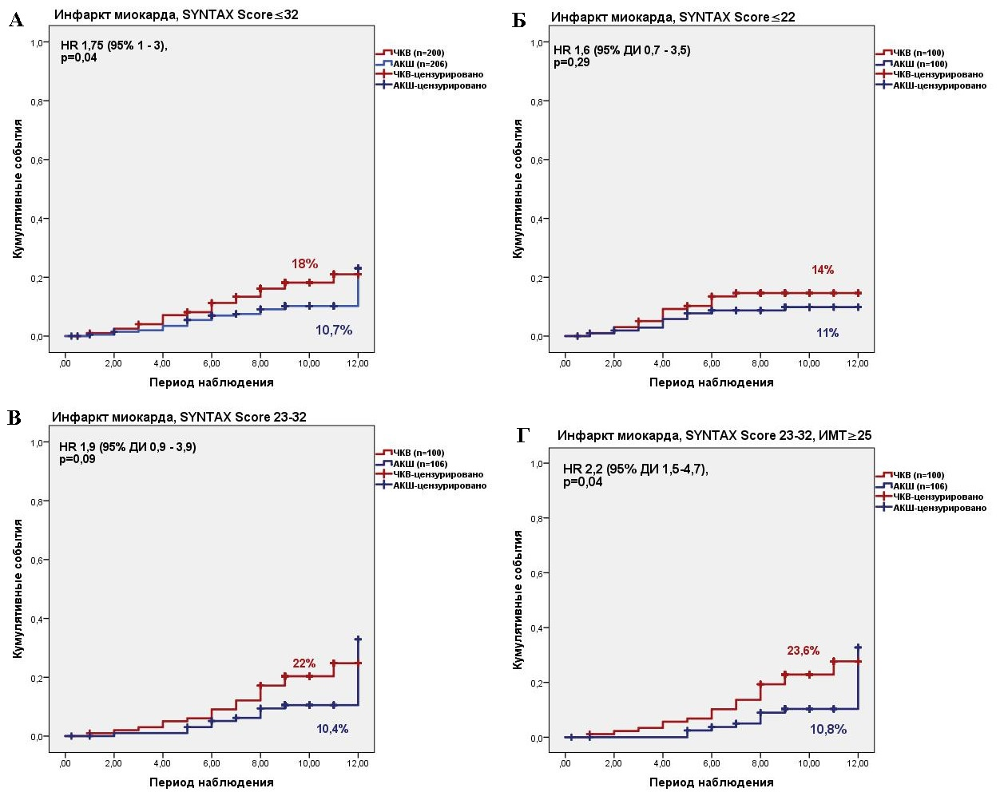 А
Инфаркт миокарда, SYNTAX Score≤32
HR 1,75 (95% 1 - 3),
p=0,04
ЧКВ (n=200)
АКШ (n=206)
ЧКВ-цензурировано
АКШ-цензурировано
1,0
0,8
0,6
0,4
0,2
0,0
Кумулятивные события
18%
10,7%
,00 2,00 4,00 6,00 8,00 10,00 12,00
Период наблюдения
Б
Инфаркт миокарда, SYNTAX Score≤22
HR 1,6 (95% ДИ 0,7 - 3,5)
p=0,29
ЧКВ (n=100)
АКШ (n=100)
ЧКВ-цензурировано
АКШ-цензурировано
1,0
0,8
0,6
0,4
0,2
0,0
Кумулятивные события
14%
11%
,00 2,00 4,00 6,00 8,00 10,00 12,00
Период наблюдения
В
Инфаркт миокарда, SYNTAX Score 23-32
HR 1,9 (95% ДИ 0,9 - 3,9)
p=0,09
ЧКВ (n=100)
АКШ (n=106)
ЧКВ-цензурировано
АКШ-цензурировано
1,0
0,8
0,6
0,4
0,2
0,0
Кумулятивные события
22%
10,4%
,00 2,00 4,00 6,00 8,00 10,00 12,00
Период наблюдения
Г
Инфаркт миокарда, SYNTAX Score 23-32, ИМТ≥25
HR 2,2 (95% ДИ 1,5-4,7),
p=0,04
ЧКВ (n=100)
АКШ (n=106)
ЧКВ-цензурировано
АКШ-цензурировано
1,0
0,8
0,6
0,4
0,2
0,0
Кумулятивные события
23,6%
10,8%
,00 2,00 4,00 6,00 8,00 10,00 12,00
Период наблюдения